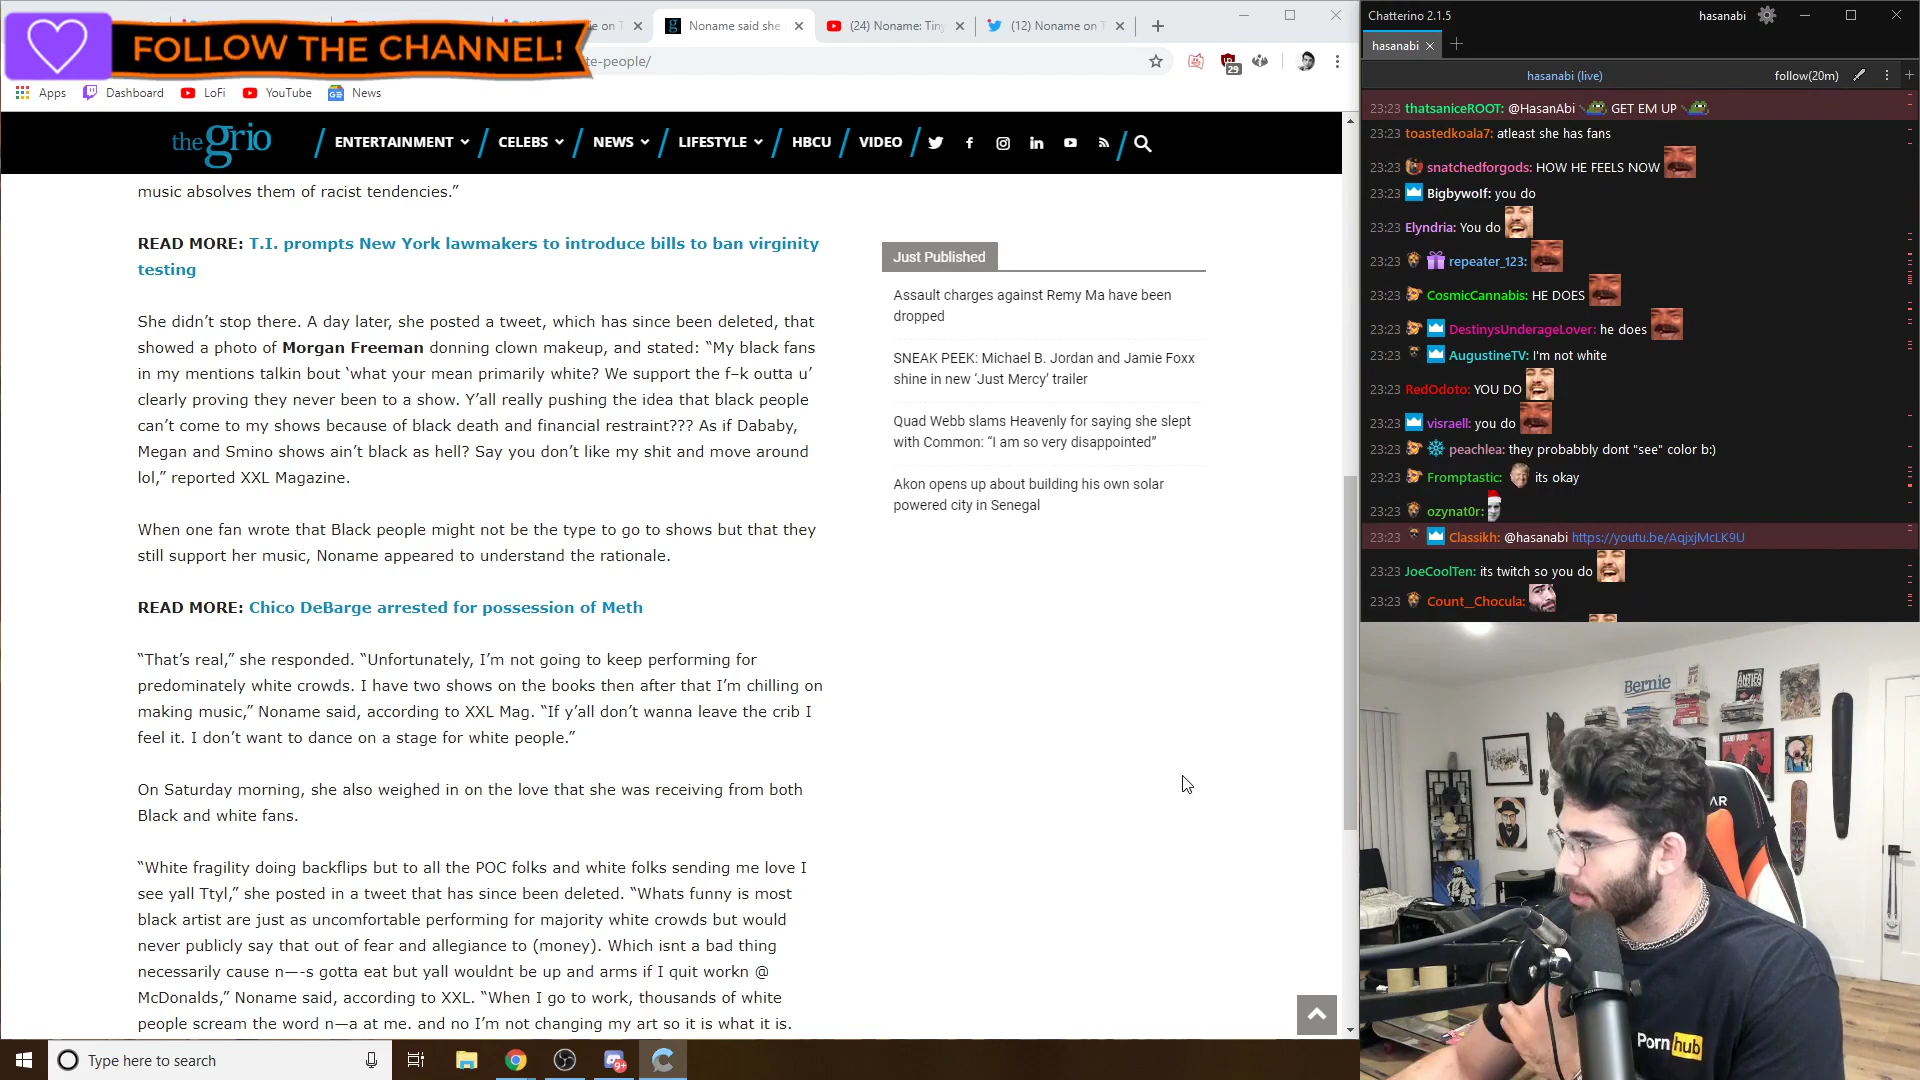 FOLLOW THE CHANNEL!
Noname said she
(24) Noname: Tiny
(12) Noname on T
te-people/
29
Apps
Dashboard
LoFi
YouTube
News
thegrio
ENTERTAINMENT
CELEBS
NEWS
LIFESTYLE
HBCU
VIDEO
music absolves them of racist tendencies.”
READ MORE: T.I. prompts New York lawmakers to introduce bills to ban virginity
testing
She didn’t stop there. A day later, she posted a tweet, which has since been deleted, that
showed a photo of Morgan Freeman donning clown makeup, and stated: “My black fans
in my mentions talkin bout ‘what your mean primarily white? We support the f–k outta u’
clearly proving they never been to a show. Y’all really pushing the idea that black people
can’t come to my shows because of black death and financial restraint??? As if Dababy,
Megan and Smino shows ain’t black as hell? Say you don’t like my shit and move around
lol,” reported XXL Magazine.
When one fan wrote that Black people might not be the type to go to shows but that they
still support her music, Noname appeared to understand the rationale.
READ MORE: Chico DeBarge arrested for possession of Meth
“That’s real,” she responded. “Unfortunately, I’m not going to keep performing for
predominately white crowds. I have two shows on the books then after that I’m chilling on
making music,” Noname said, according to XXL Mag. “If y’all don’t wanna leave the crib I
feel it. I don’t want to dance on a stage for white people.”
On Saturday morning, she also weighed in on the love that she was receiving from both
Black and white fans.
“White fragility doing backflips but to all the POC folks and white folks sending me love I
see yall Ttyl,” she posted in a tweet that has since been deleted. “Whats funny is most
black artist are just as uncomfortable performing for majority white crowds but would
never publicly say that out of fear and allegiance to (money). Which isnt a bad thing
necessarily cause n—-s gotta eat but yall wouldnt be up and arms if I quit workn @
McDonalds,” Noname said, according to XXL. “When I go to work, thousands of white
people scream the word n—a at me. and no I’m not changing my art so it is what it is.
Just Published
Assault charges against Remy Ma have been
dropped
SNEAK PEEK: Michael B. Jordan and Jamie Foxx
shine in new ‘Just Mercy’ trailer
Quad Webb slams Heavenly for saying she slept
with Common: “I am so very disappointed”
Akon opens up about building his own solar
powered city in Senegal
Type here to search
Chatterino 2.1.5
hasanabi
hasanabi
hasanabi (live)
follow(20m)
23:23 thatsaniceROOT: @HasanAbi GET EM UP
23:23 toastedkoala7: atleast she has fans
23:23 snatchedforgods: HOW HE FEELS NOW
23:23 Bigbywolf: you do
23:23 Elyndria: You do
23:23 repeater_123:
23:23 CosmicCannabis: HE DOES
23:23 DestinysUnderageLover: he does
23:23 AugustineTV: I'm not white
23:23 RedOdoto: YOU DO
23:23 visraell: you do
23:23 peachlea: they probabbly dont "see" color b:)
23:23 Fromptastic: its okay
23:23 ozynat0r:
23:23 Classikh: @hasanabi https://youtu.be/AqjxjMcLK9U
23:23 JoeCoolTen: its twitch so you do
23:23 Count__Chocula:
Bernie
ANTIFA
AR
Porn hub